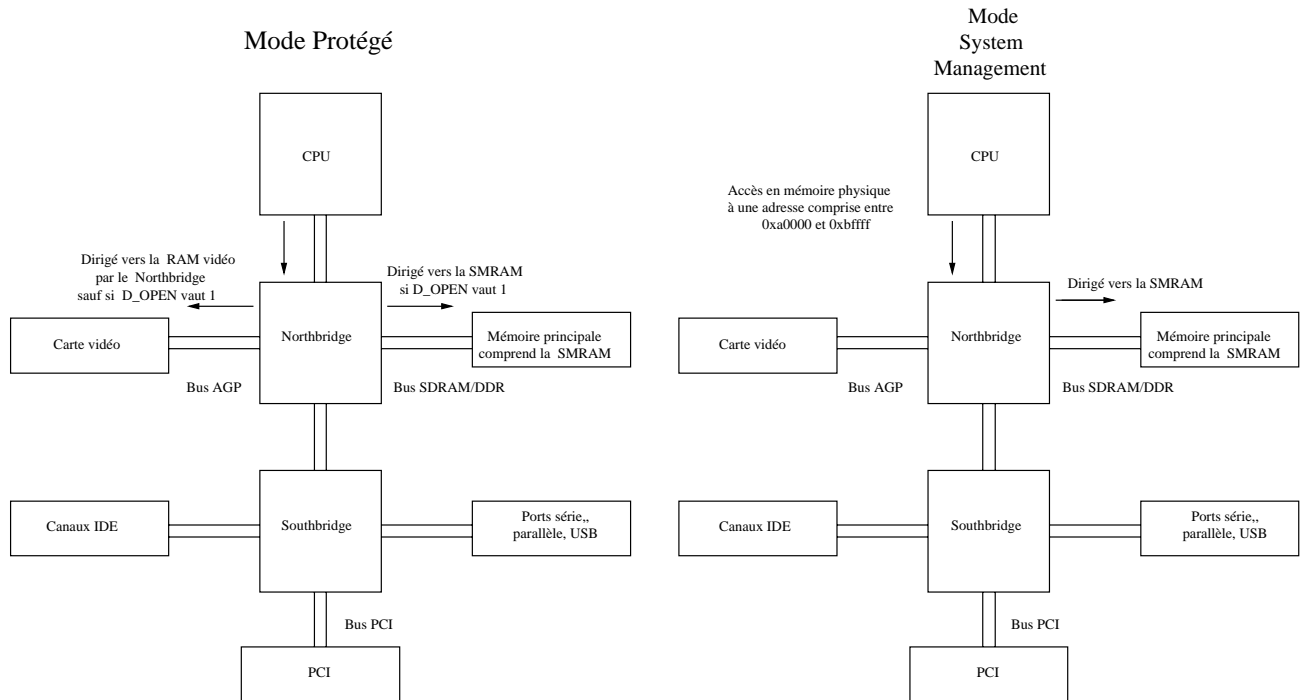 Mode Protégé
CPU
Dirigé vers la RAM vidéo
par le Northbridge
sauf si D_OPEN vaut 1
Dirigé vers la SMRAM
si D_OPEN vaut 1
Carte vidéo
Northbridge
Mémoire principale
comprend la SMRAM
Bus AGP
Bus SDRAM/DDR
Canaux IDE
Southbridge
Ports série,,
parallèle, USB
Bus PCI
PCI
Mode
System
Management
CPU
Accès en mémoire physique
à une adresse comprise entre
0xa0000 et 0xbffff
Dirigé vers la SMRAM
Carte vidéo
Northbridge
Mémoire principale
comprend la SMRAM
Bus AGP
Bus SDRAM/DDR
Canaux IDE
Southbridge
Ports série,,
parallèle, USB
Bus PCI
PCI